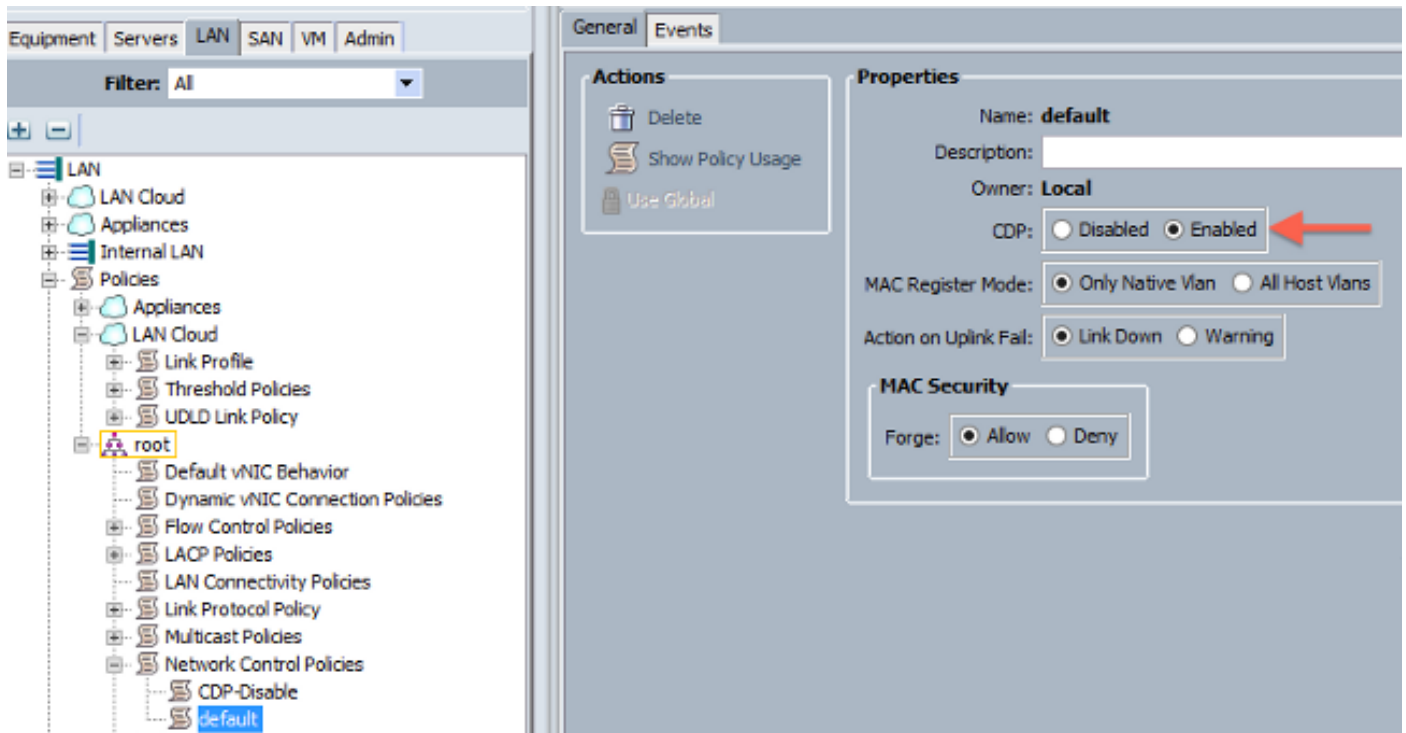 Equipment Servers LAN SAN VM Admin
Filter: All
LAN
LAN Cloud
Appliances
Internal LAN
Policies
Appliances
LAN Cloud
Link Profile
Threshold Policies
UDLD Link Policy
root
Default vNIC Behavior
Dynamic vNIC Connection Policies
Flow Control Policies
LACP Policies
LAN Connectivity Policies
Link Protocol Policy
Multicast Policies
Network Control Policies
CDP-Disable
default
General Events
Actions
Delete
Show Policy Usage
Use Global
Properties
Name: default
Description:
Owner: Local
CDP: Disabled Enabled
MAC Register Mode: Only Native Vlan All Host Vlans
Action on Uplink Fail: Link Down Warning
MAC Security
Forge: Allow Deny